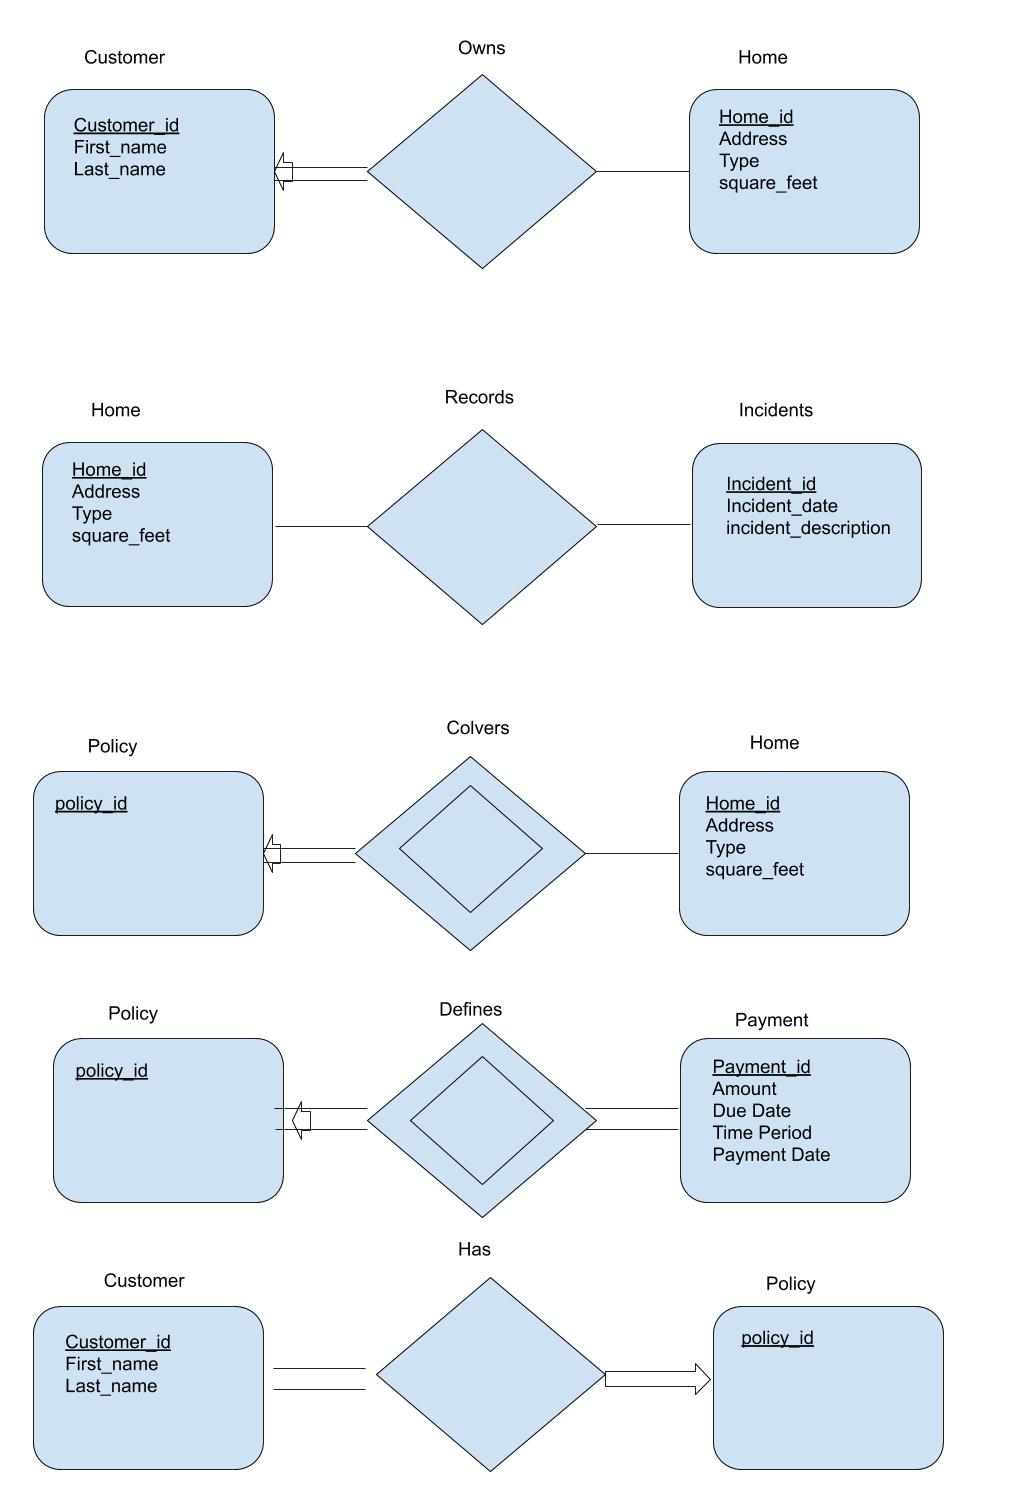 Customer
Owns
Home
Customer_id
First_name
Last_name
Home_id
Address
Type
square_feet
Home
Records
Incidents
Home_id
Address
Type
square_feet
Incident_id
Incident_date
incident_description
Policy
Colvers
Home
policy_id
Home_id
Address
Type
square_feet
Policy
Defines
Payment
policy_id
Payment_id
Amount
Due Date
Time Period
Payment Date
Customer
Has
Policy
Customer_id
First_name
Last_name
policy_id